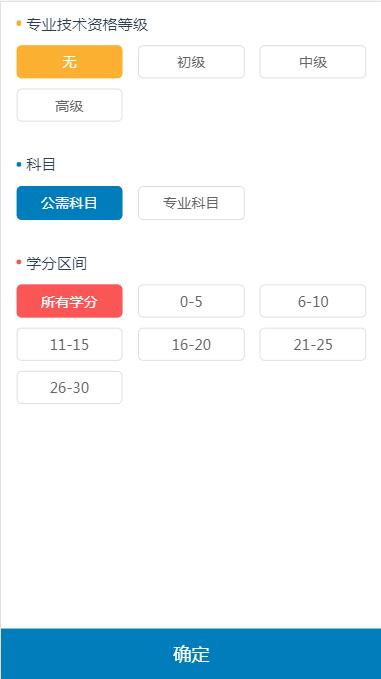 专业技术资格等级
无 初级 中级
高级
科目
公需科目 专业科目
学分区间
所有学分 0-5 6-10
11-15 16-20 21-25
26-30
确定